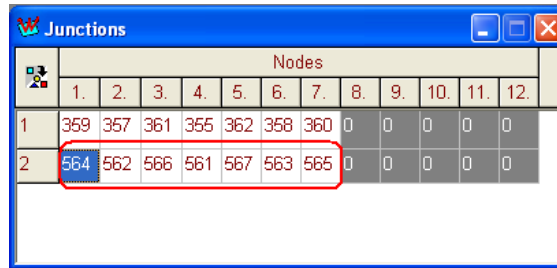 Junctions
Nodes
1. 2. 3. 4. 5. 6. 7. 8. 9. 10. 11. 12.
1 359 357 361 355 362 358 360 0 0 0 0 0
2 564 562 566 561 567 563 565 0 0 0 0 0